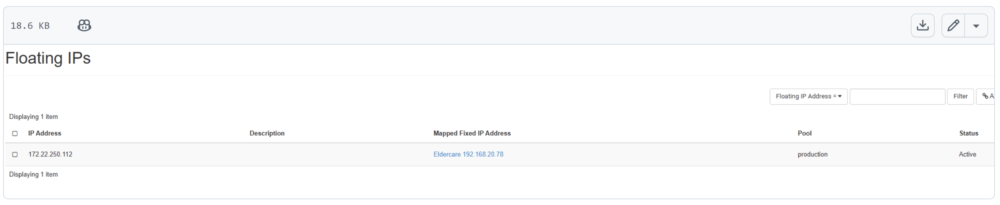 18.6 KB
Floating IPs
Floating IP Address = Filter A
Displaying 1 item
IP Address Description Mapped Fixed IP Address Pool Status
172.22.250.112 Eldercare 192.168.20.78 production Active
Displaying 1 item